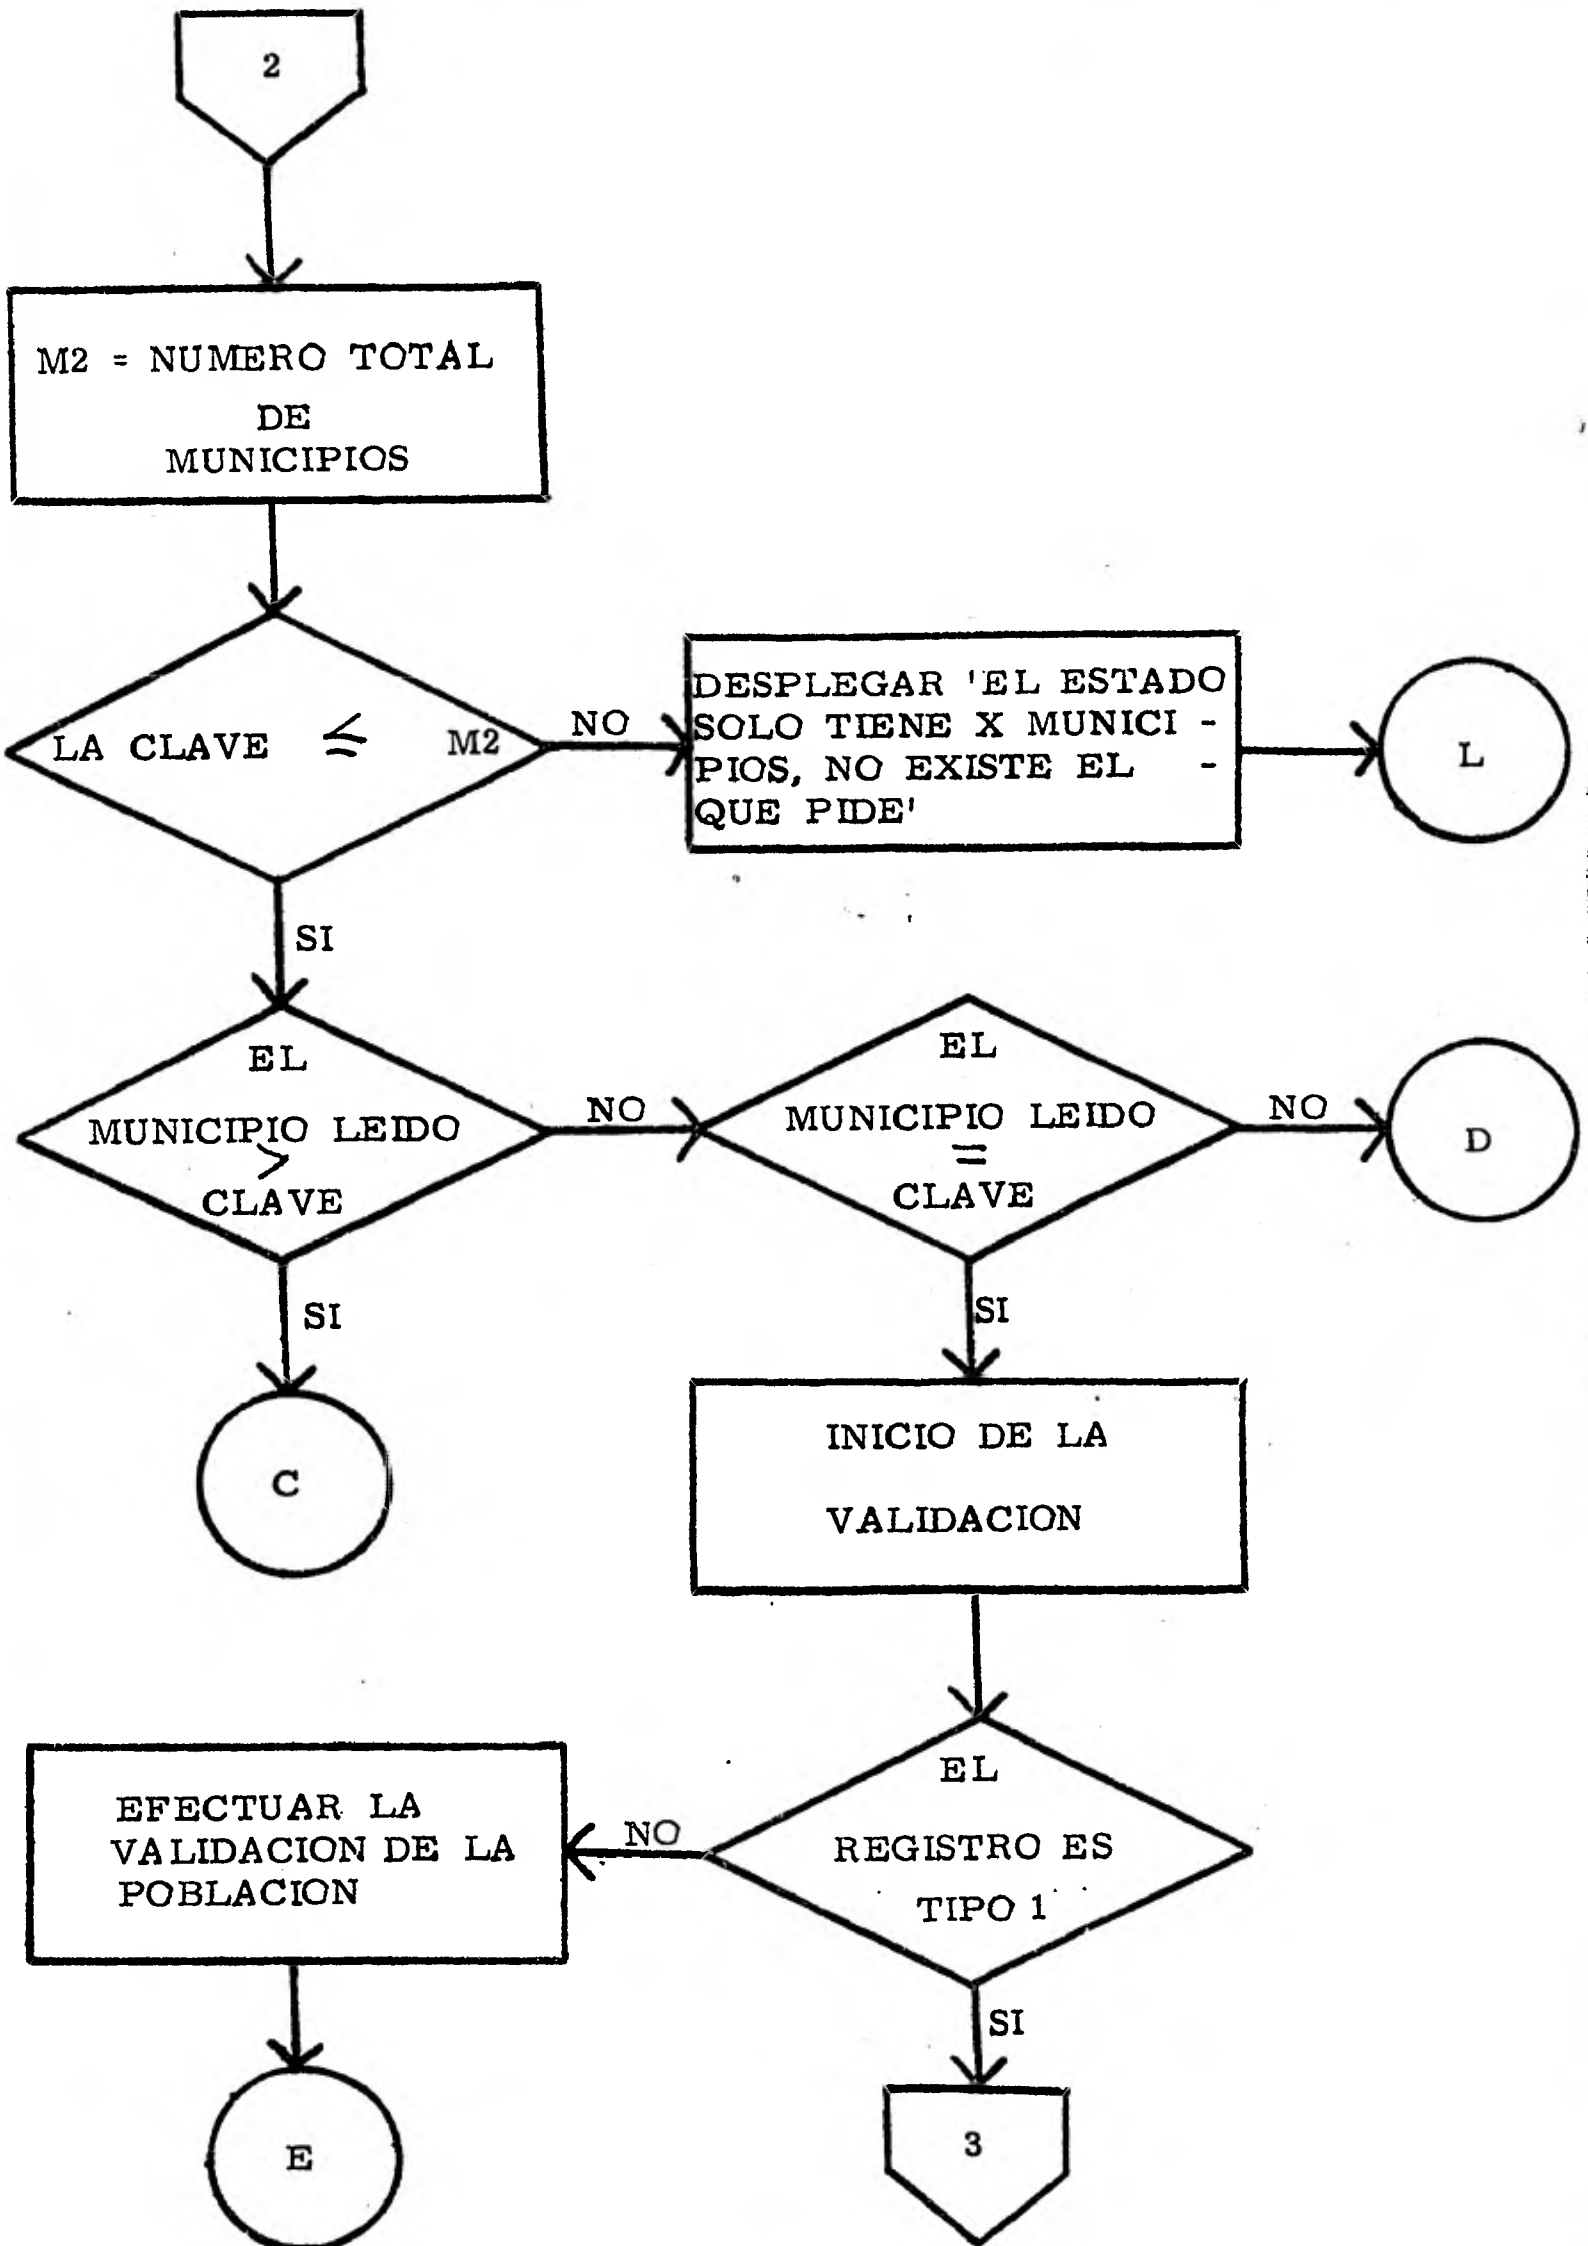 2
M2 = NUMERO TOTAL
DE
MUNICIPIOS
LA CLAVE ≤ M2
NO
DESPLEGAR 'EL ESTADO
SOLO TIENE X MUNICI -
PIOS, NO EXISTE EL -
QUE PIDE'
L
SI
EL
MUNICIPIO LEIDO
>
CLAVE
NO
EL
MUNICIPIO LEIDO
=
CLAVE
NO
D
SI
C
SI
INICIO DE LA
VALIDACION
EL
REGISTRO ES
TIPO 1
NO
EFECTUAR LA
VALIDACION DE LA
POBLACION
E
SI
3